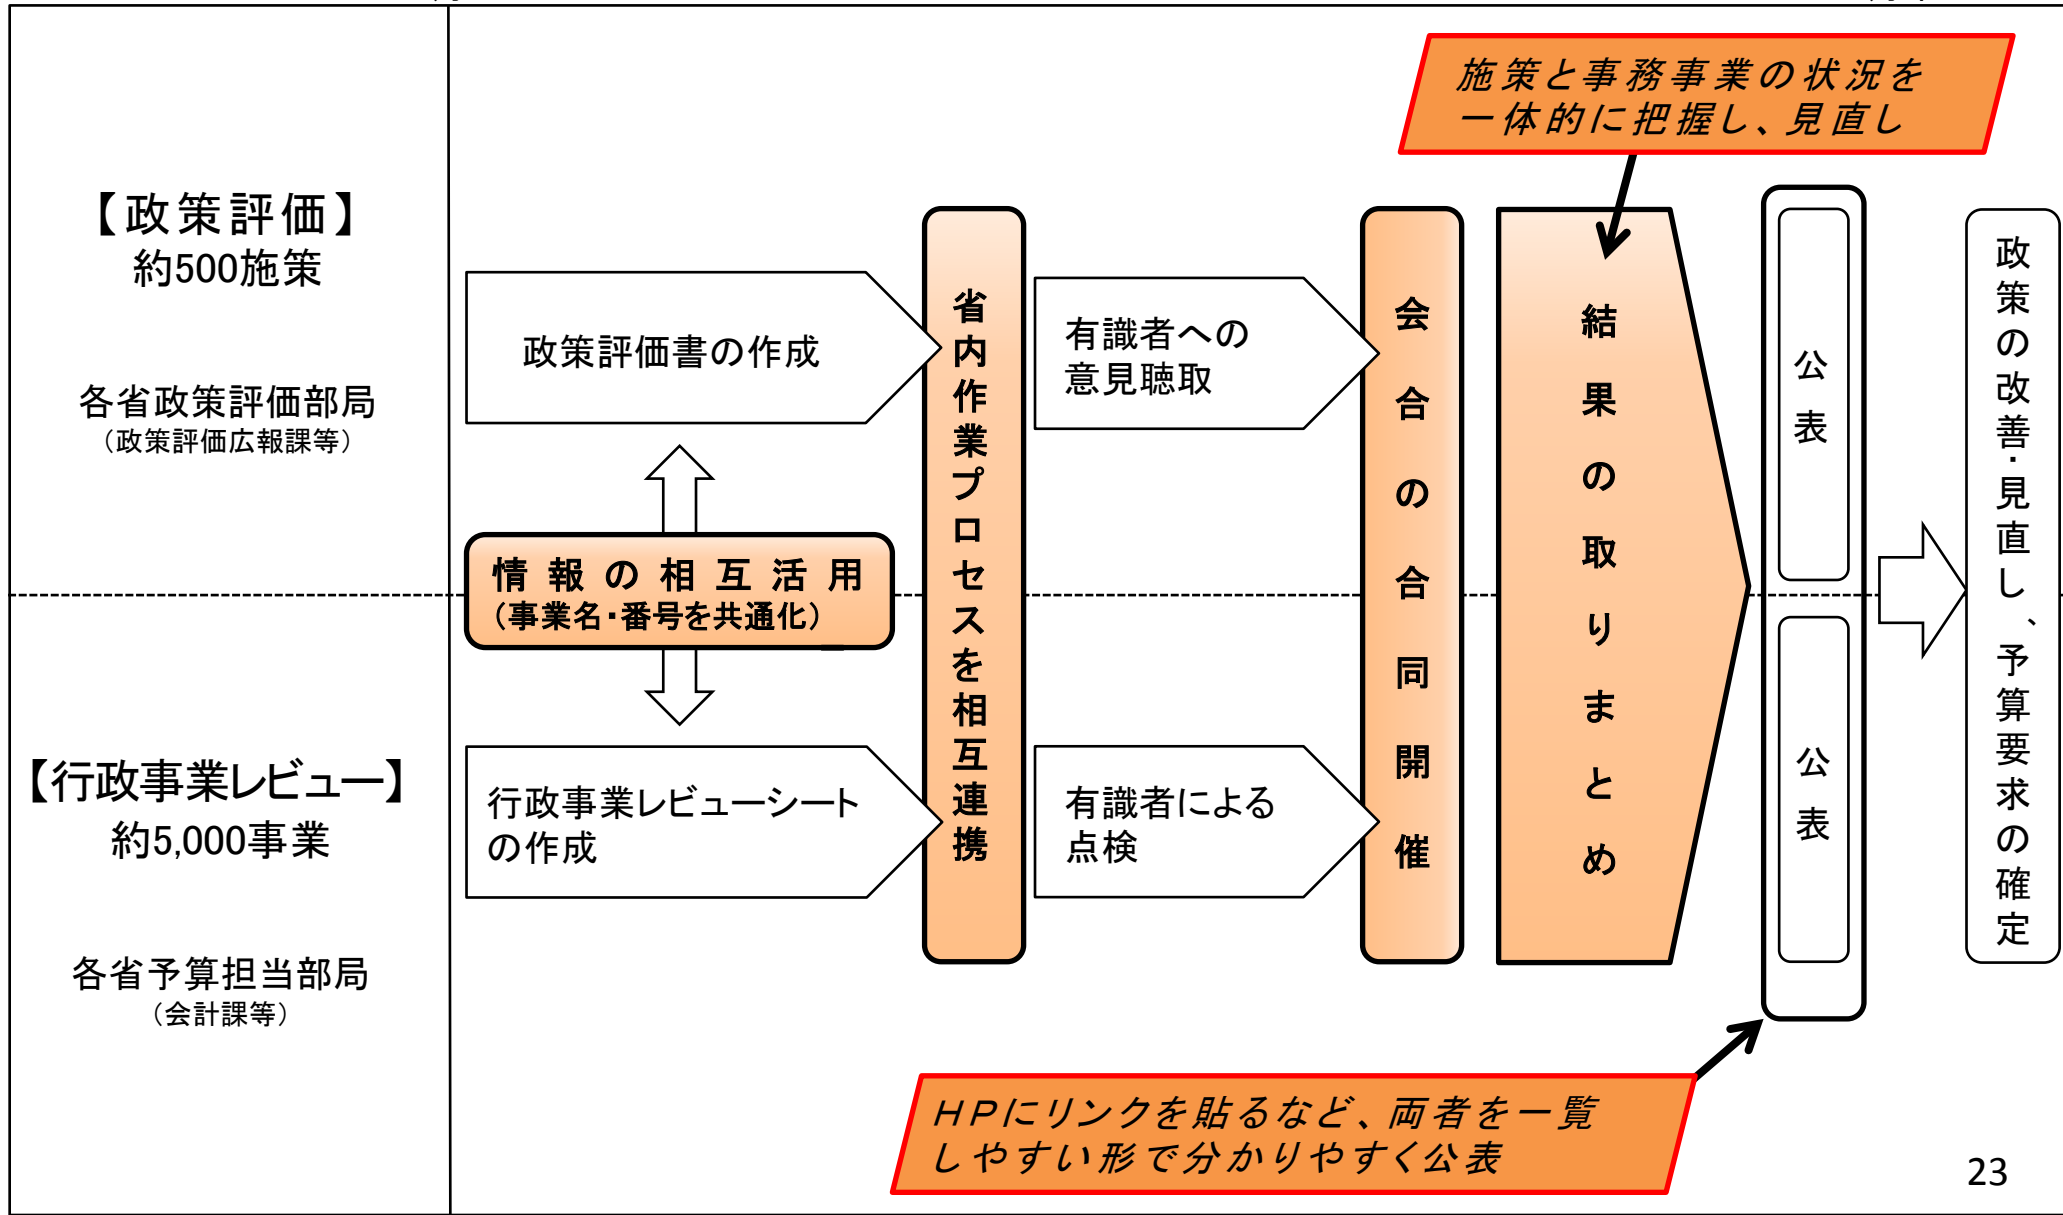 【政策評価】
約500施策
各省政策評価部局
（政策評価広報課等）
【行政事業レビュー】
約5,000事業
各省予算担当部局
（会計課等）
政策評価書の作成
情報の相互活用
（事業名・番号を共通化）
行政事業レビューシート
の作成
省内作業プロセスを相互連携
有識者への
意見聴取
有識者による
点検
会合の合同開催
施策と事務事業の状況を
一体的に把握し、見直し
結果の取りまとめ
公表
公表
HPにリンクを貼るなど、両者を一覧
しやすい形で分かりやすく公表
政策の改善・見直し、予算要求の確定
23